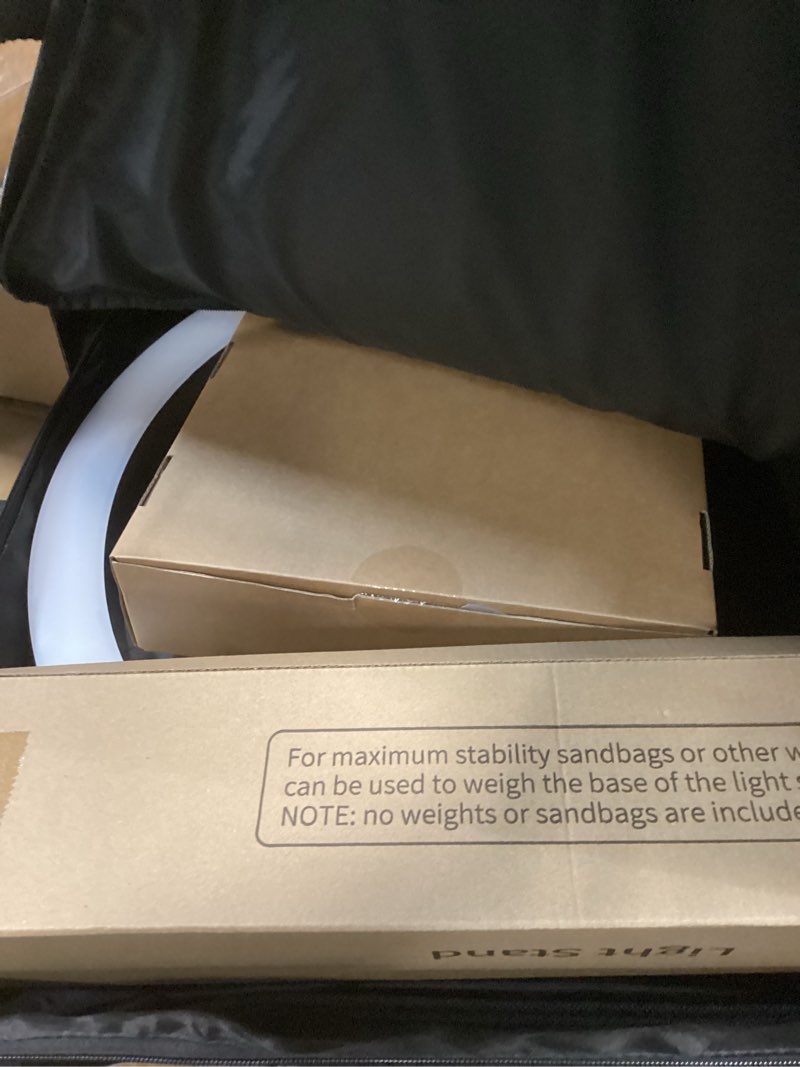 For maximum stability sandbags or other
can be used to weigh the base of the light
NOTE: no weights or sandbags are include
Light Stand